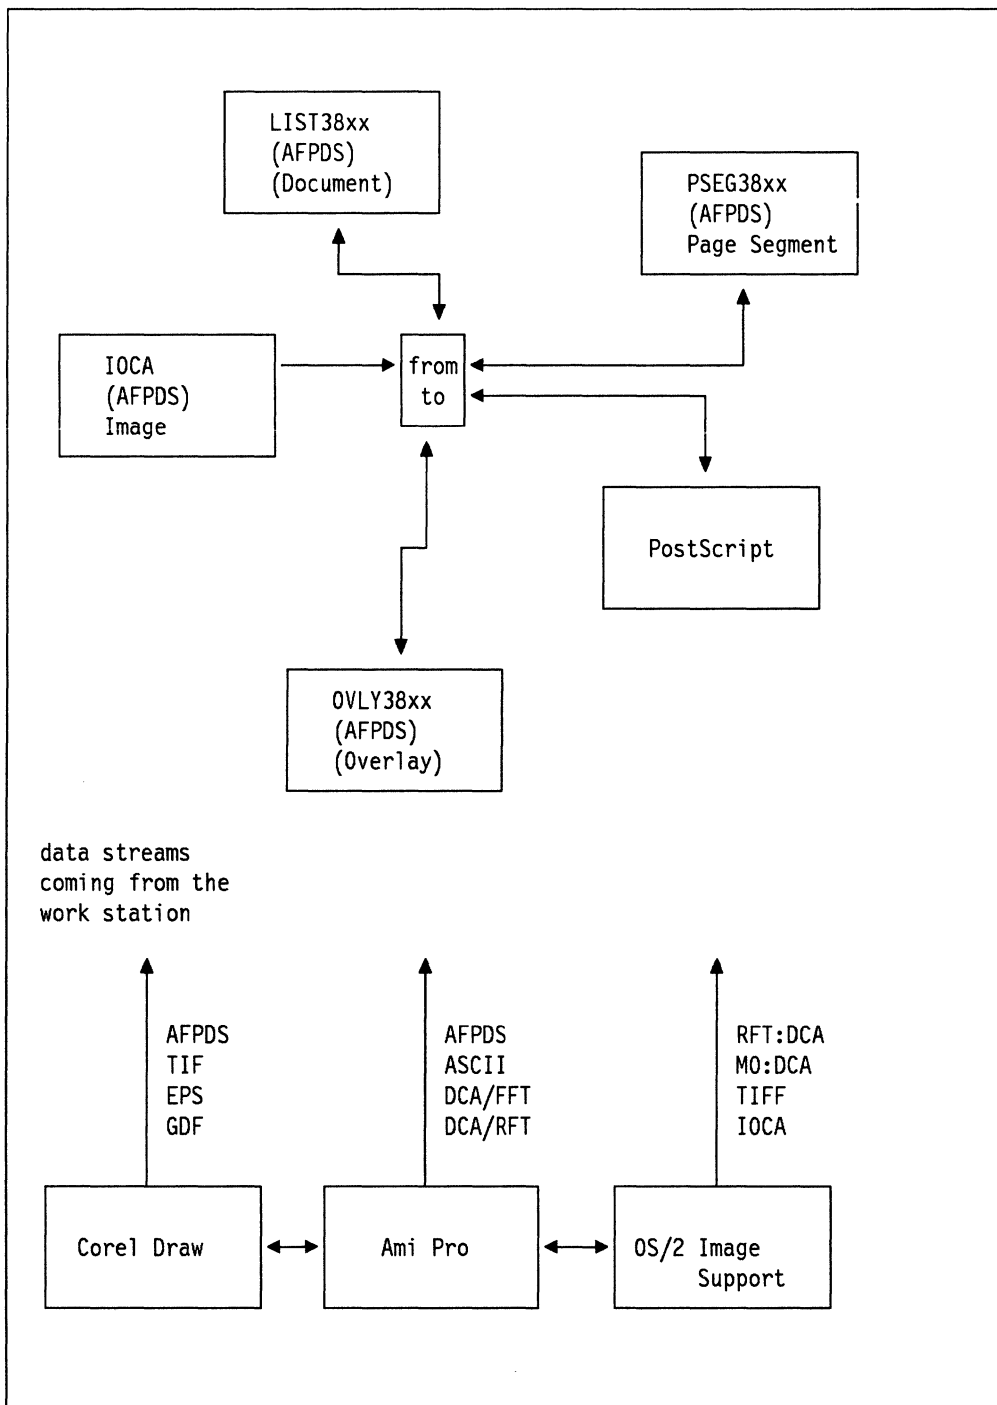 LIST38xx
(AFPDS)
(Document)
PSEG38xx
(AFPDS)
Page Segment
IOCA
(AFPDS)
Image
from
to
PostScript
OVLY38xx
(AFPDS)
(Overlay)
data streams
coming from the
work station
AFPDS
TIF
EPS
GDF
AFPDS
ASCII
DCA/FFT
DCA/RFT
RFT:DCA
MO:DCA
TIFF
IOCA
Corel Draw
Ami Pro
OS/2 Image
Support